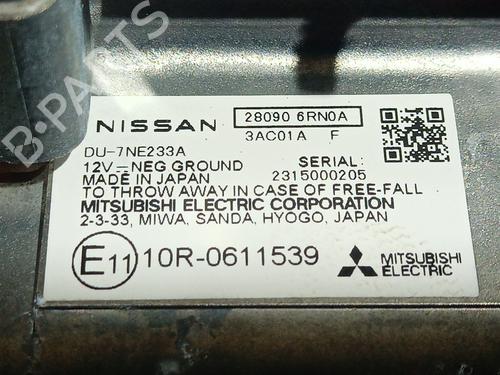 B-PARTS
NISSAN
28090 6RN0A
3AC01A F
DU-7NE233A
12V⎓NEG GROUND
SERIAL:
MADE IN JAPAN
2315000205
TO THROW AWAY IN CASE OF FREE-FALL
MITSUBISHI ELECTRIC CORPORATION
2-3-33, MIWA, SANDA, HYOGO, JAPAN
E11 10R-0611539
MITSUBISHI
ELECTRIC